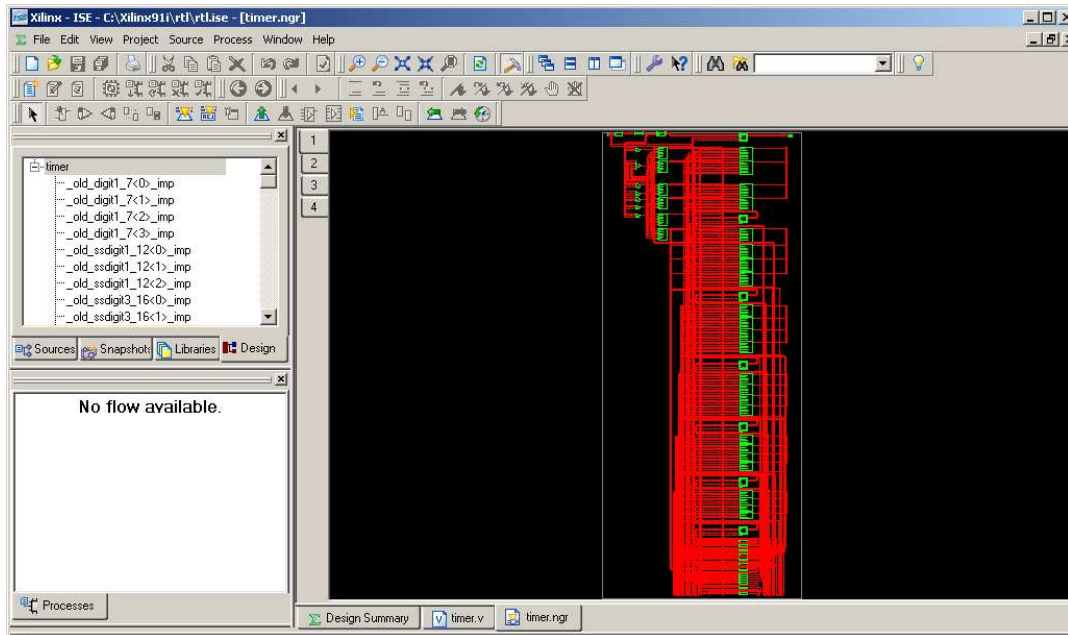 Xilinx - ISE - C:\Xilinx91i\rtl\rtl.ise - [timer.ngr]
File Edit View Project Source Process Window Help
1
2
3
4
timer
_old_digit1_7<0>_imp
_old_digit1_7<1>_imp
_old_digit1_7<2>_imp
_old_digit1_7<3>_imp
_old_ssdigit1_12<0>_imp
_old_ssdigit1_12<1>_imp
_old_ssdigit1_12<2>_imp
_old_ssdigit3_16<0>_imp
_old_ssdigit3_16<1>_imp
Sources Snapshots Libraries Design
No flow available.
Processes
Design Summary timer.v timer.ngr